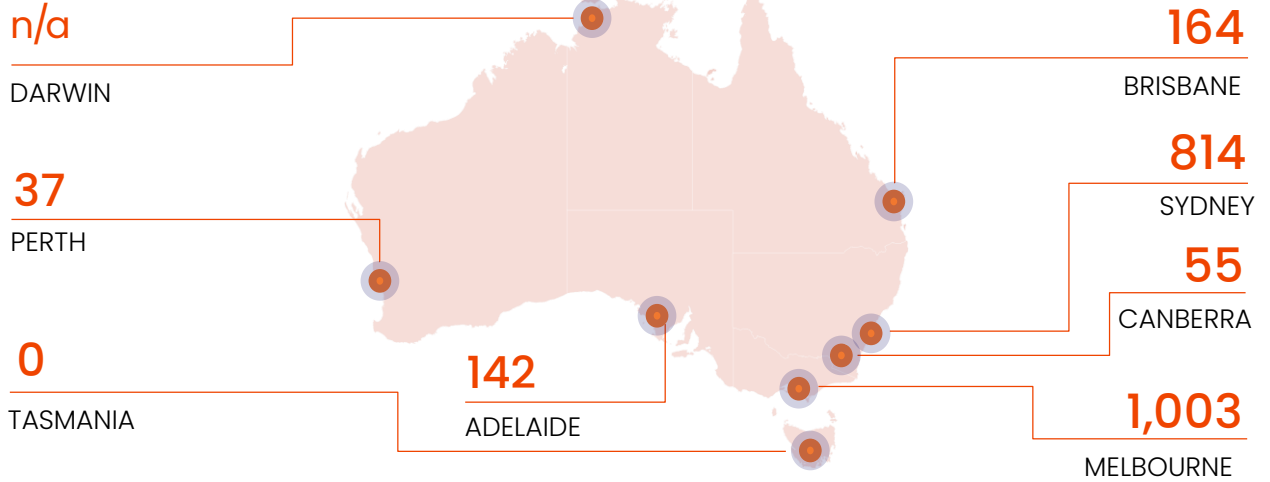 n/a
DARWIN
37
PERTH
0
TASMANIA
142
ADELAIDE
164
BRISBANE
814
SYDNEY
55
CANBERRA
1,003
MELBOURNE